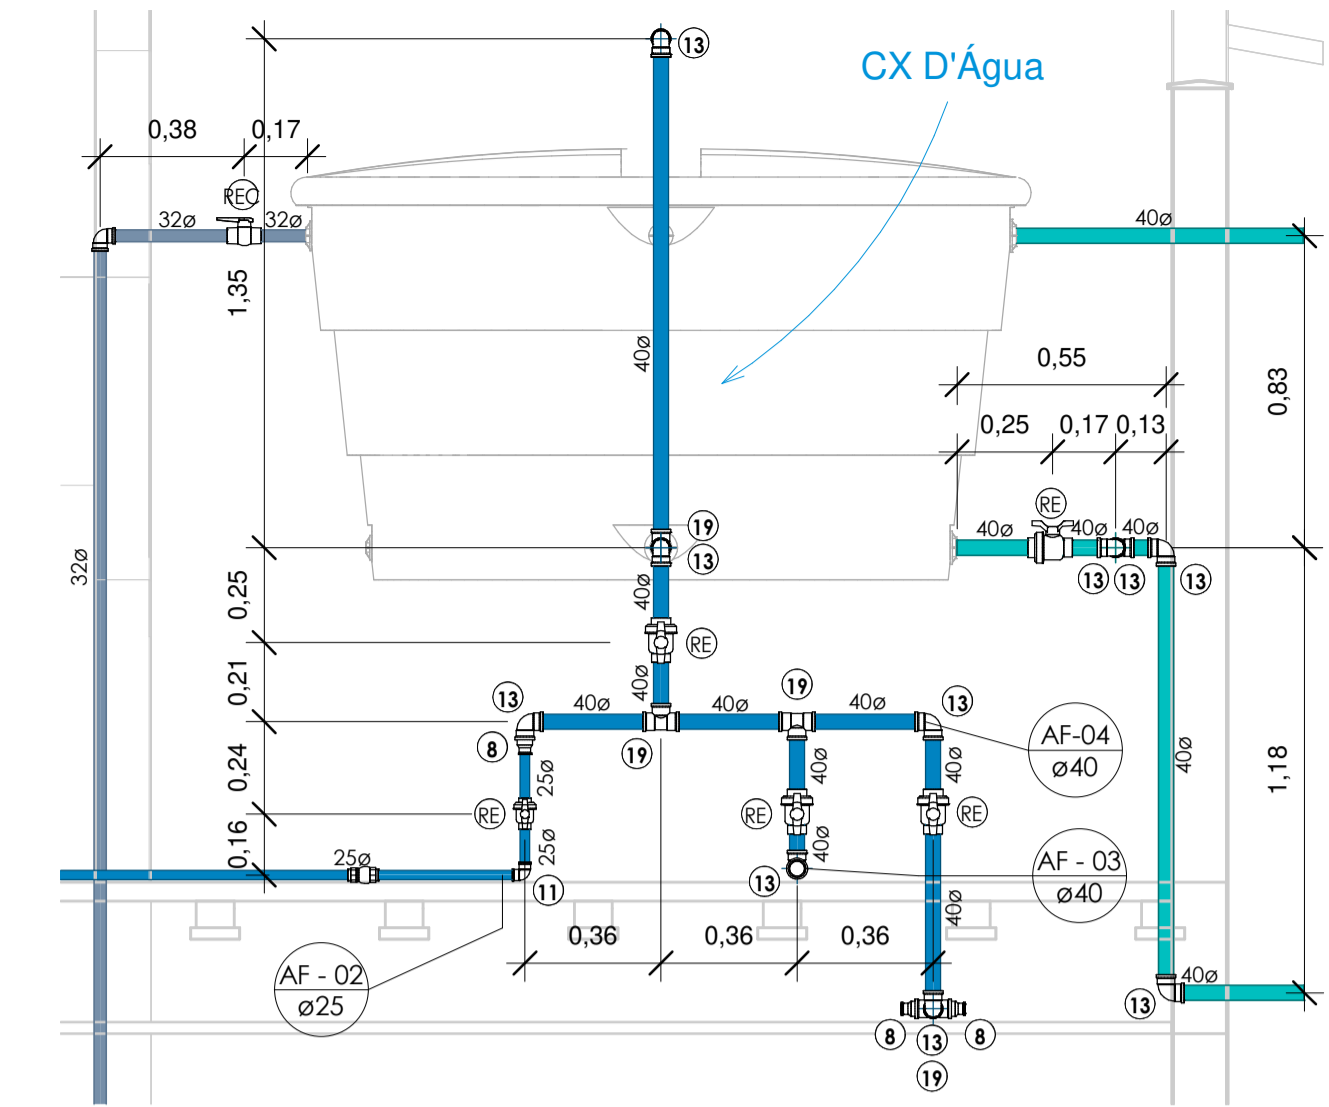 13
CX D'Água
0,38
0,17
REG
32ø
32ø
40ø
1,35
40ø
0,83
0,55
0,25
0,17
0,13
RE
19
40ø
40ø
40ø
13
13
13
13
32ø
0,25
40ø
RE
0,21
40ø
13
40ø
40ø
19
40ø
13
8
19
AF-04
ø40
40ø
1,18
0,24
25ø
40ø
40ø
RE
RE
RE
0,16
25ø
25ø
40ø
13
AF - 03
ø40
11
40ø
0,36
0,36
0,36
AF - 02
ø25
40ø
13
8
13
8
19